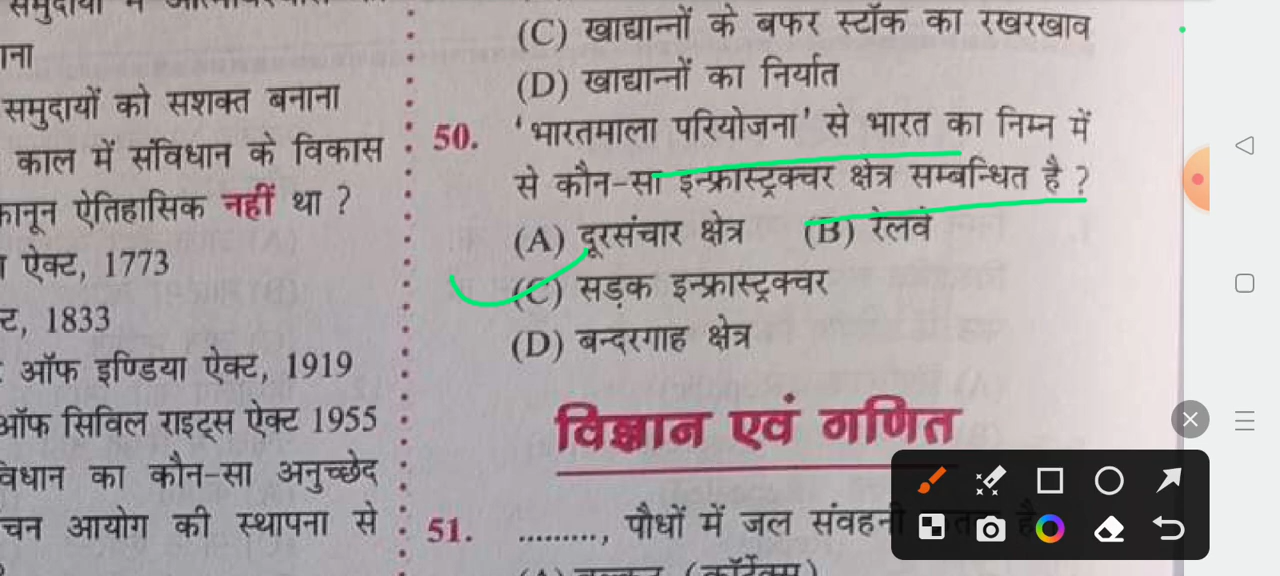 ाना
समुदायों को सशक्त बनाना
काल में संविधान के विकास
कानून ऐतिहासिक नहीं था ?
ऐक्ट, 1773
1833
ऑफ इण्डिया ऐक्ट, 1919
ऑफ सिविल राइट्स ऐक्ट 1955
का कौन-सा अनुच्छेद
आयोग की स्थापना से
(C) खाद्यान्नों के बफर स्टॉक का रखरखाव
(D) खाद्यान्नों का निर्यात
50. 'भारतमाला परियोजना' से भारत का निम्न में
से कौन-सा इन्फ्रास्ट्रक्चर क्षेत्र सम्बन्धित है ?
(A) दूरसंचार क्षेत्र (B) रेलवे
(C) सड़क इन्फ्रास्ट्रक्चर
(D) बन्दरगाह क्षेत्र
विज्ञान एवं गणित
51. ........., पौधों में जल संवहनी